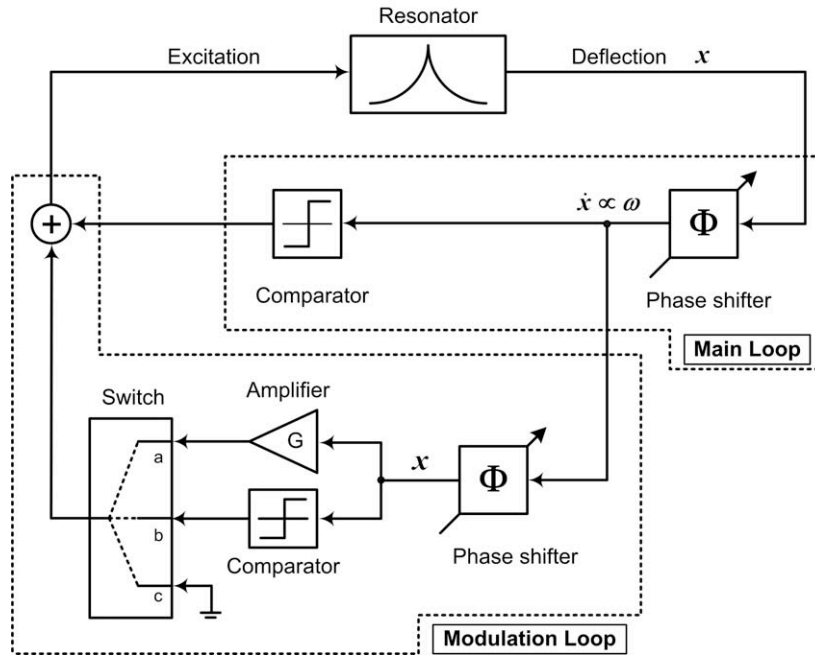 Resonator
Excitation
Deflection x
ẋ ∝ ω
Φ
+
Comparator
Phase shifter
Main Loop
Switch
Amplifier
a
G
x
Φ
b
Comparator
Phase shifter
c
Modulation Loop